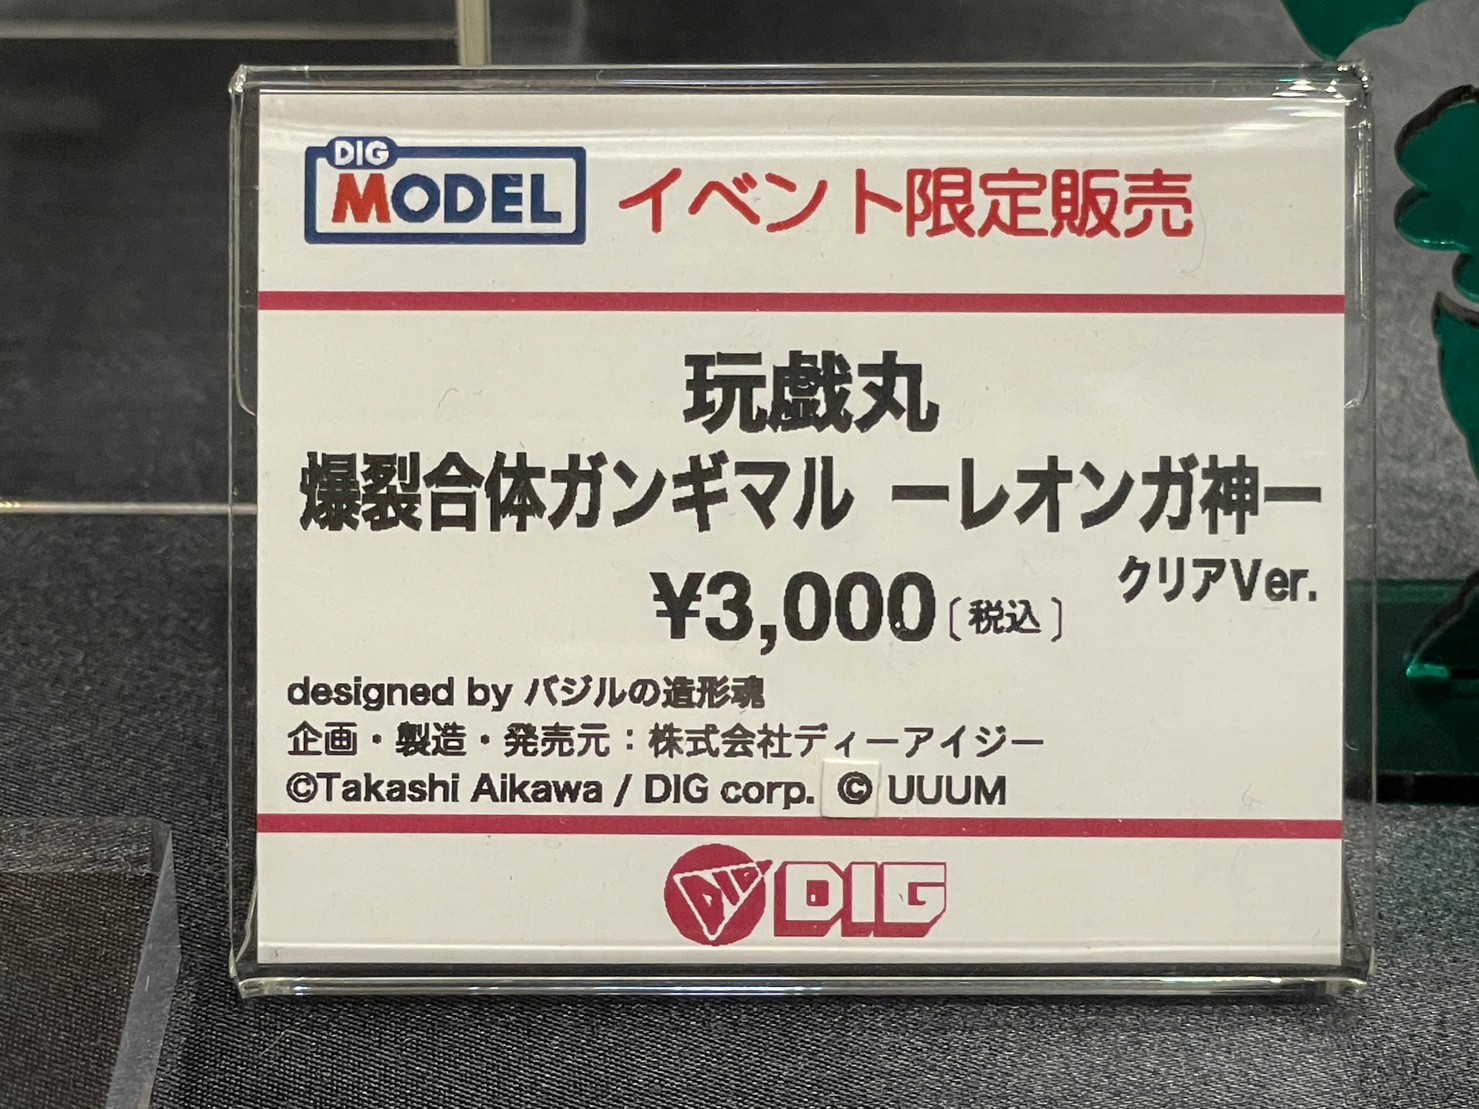 DIG
MODEL イベント限定販売
玩戯丸
爆裂合体ガンギマル ーレオンガ神ー
クリアVer.
¥3,000[税込]
designed by バジルの造形魂
企画・製造・発売元：株式会社ディーアイジー
©Takashi Aikawa / DIG corp. © UUUM
DIG DIG